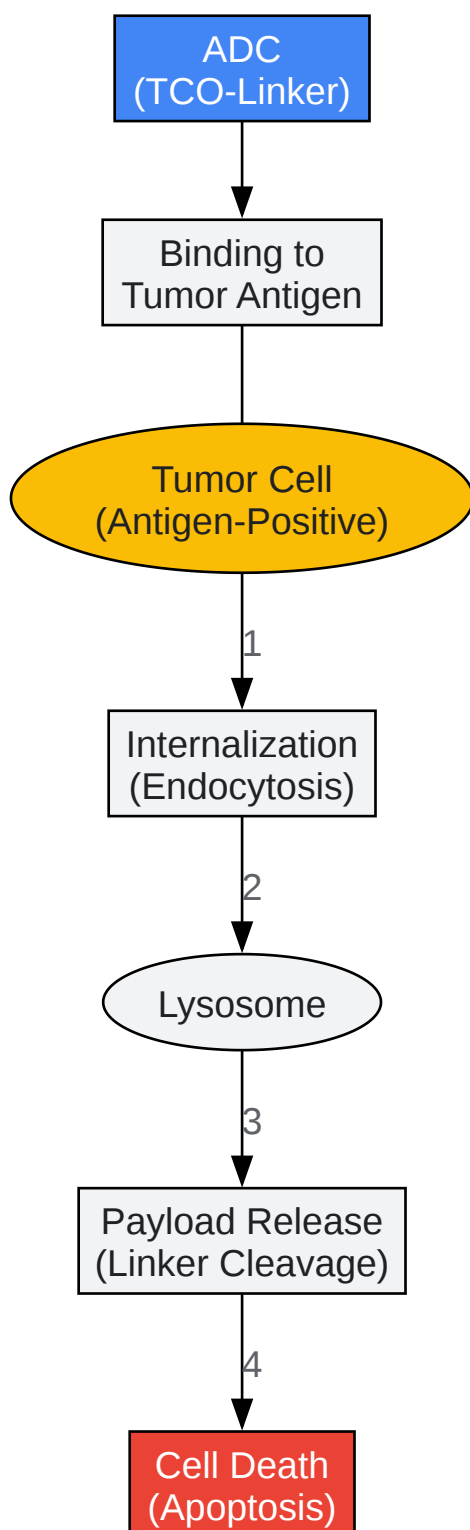 ADC
(TCO-Linker)
Binding to
Tumor Antigen
Tumor Cell
(Antigen-Positive)
1
Internalization
(Endocytosis)
2
Lysosome
3
Payload Release
(Linker Cleavage)
4
Cell Death
(Apoptosis)